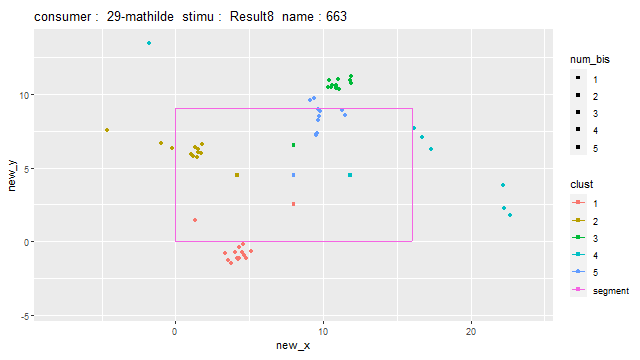 consumer :  29-mathilde  stimu :  Result8  name : 663
new_y
10
5
0
-5
0
10
20
new_x
num_bis
1
2
3
4
5
clust
1
2
3
4
5
segment